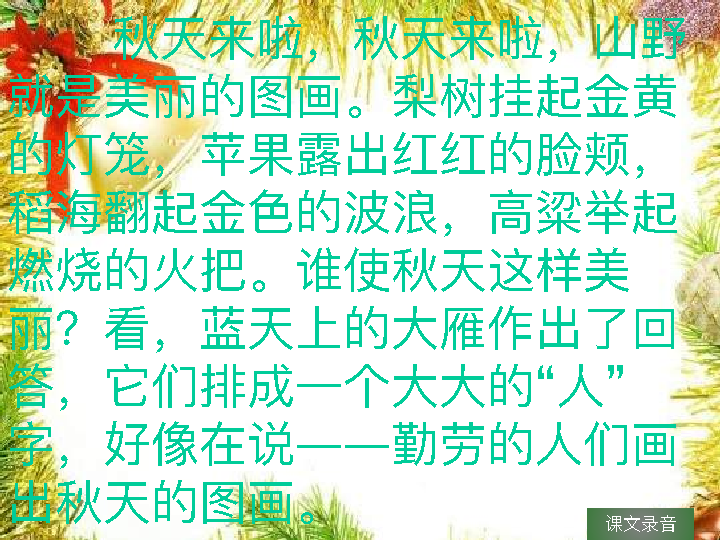 秋天来啦，秋天来啦，山野
就是美丽的图画。梨树挂起金黄
的灯笼，苹果露出红红的脸颊，
稻海翻起金色的波浪，高粱举起
燃烧的火把。谁使秋天这样美
丽？看，蓝天上的大雁作出了回
答，它们排成一个大大的“人”
字，好像在说——勤劳的人们画
出秋天的图画。
课文录音